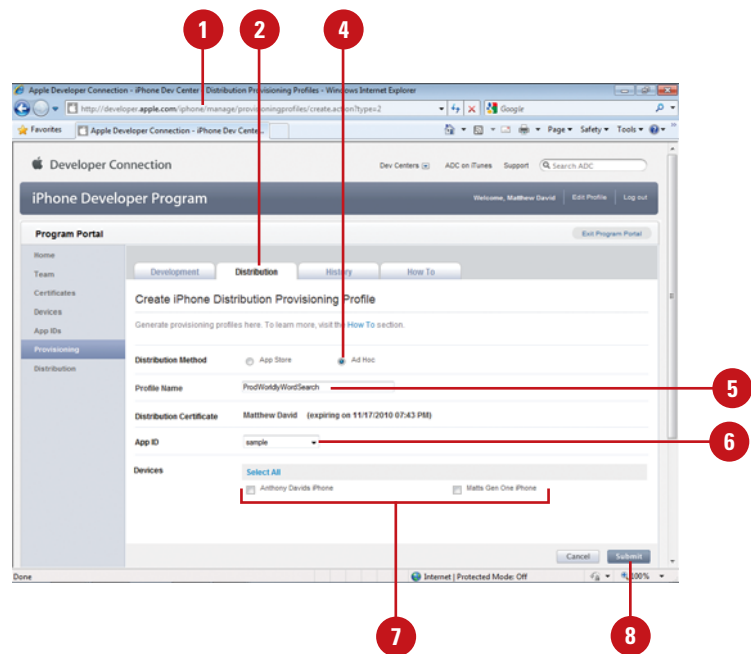 1 2 4
Apple Developer Connection - iPhone Dev Center - Distribution Provisioning Profiles - Windows Internet Explorer
http://developer.apple.com/iphone/manage/provisioningprofiles/create.action?type=2 Google
Favorites Apple Developer Connection - iPhone Dev Cente... Page Safety Tools
Developer Connection Dev Centers ADC on iTunes Support Search ADC
iPhone Developer Program Welcome, Matthew David Edit Profile Log out
Program Portal Exit Program Portal
Home
Team
Certificates
Devices
App IDs
Provisioning
Distribution
Development Distribution History How To
Create iPhone Distribution Provisioning Profile
Generate provisioning profiles here. To learn more, visit the How To section.
Distribution Method App Store Ad Hoc
Profile Name ProdWorldlyWordSearch 5
Distribution Certificate Matthew David (expiring on 11/17/2010 07:43 PM)
App ID sample 6
Devices Select All
Anthony Davids iPhone Matts Gen One iPhone
Cancel Submit
Done Internet | Protected Mode: Off 100%
7 8